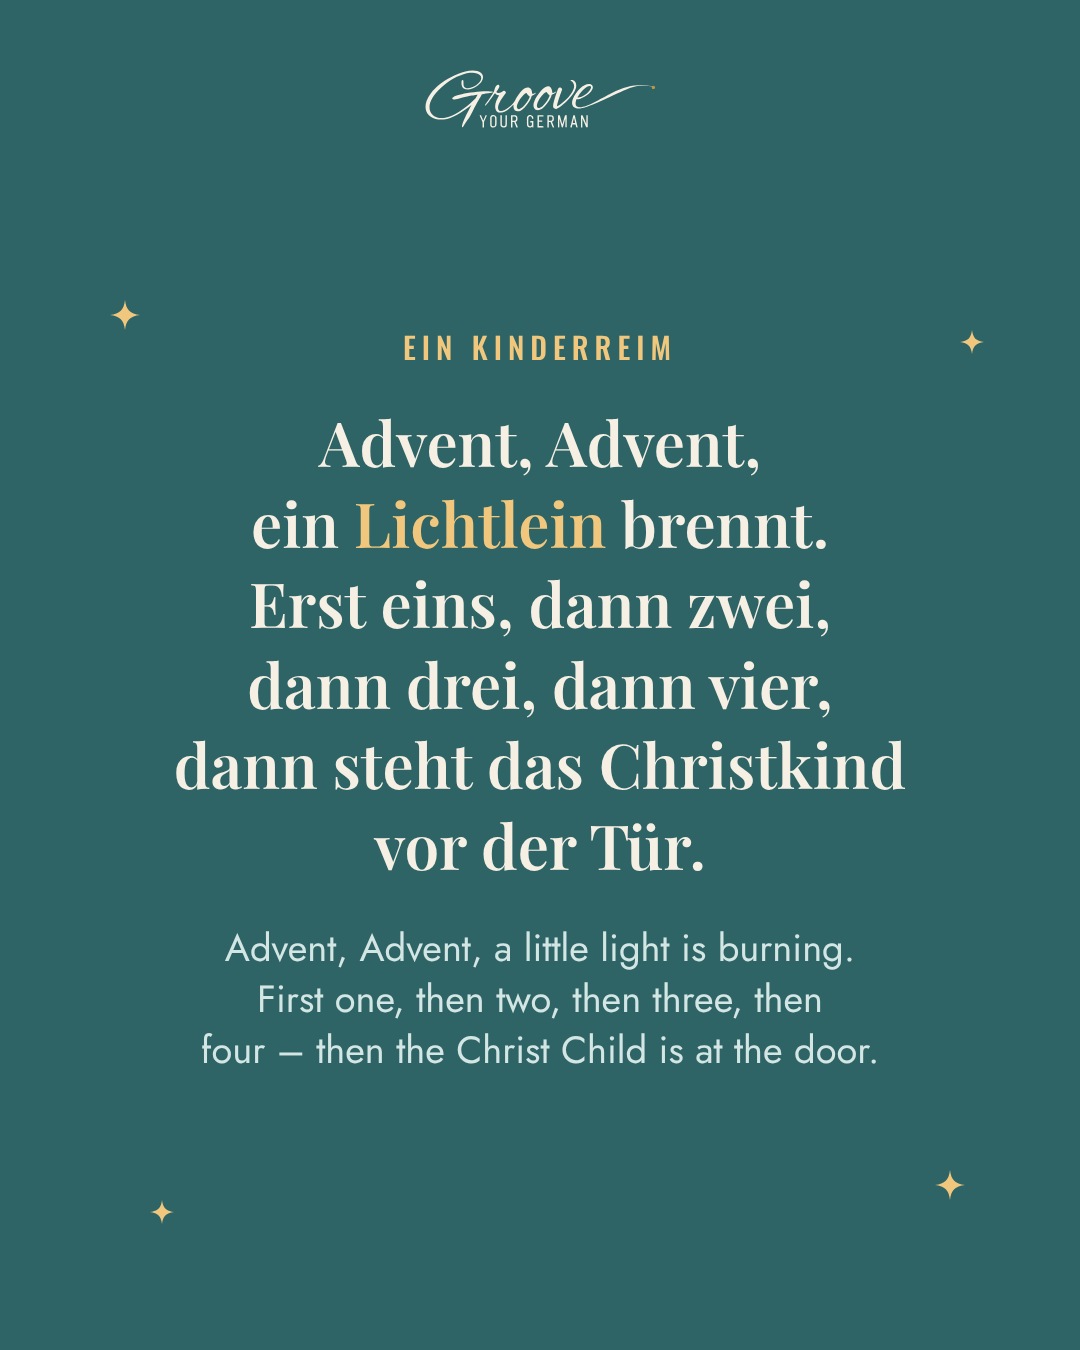 Groove
YOUR GERMAN
EIN KINDERREIM
Advent, Advent,
ein Lichtlein brennt.
Erst eins, dann zwei,
dann drei, dann vier,
dann steht das Christkind
vor der Tür.
Advent, Advent, a little light is burning.
First one, then two, then three, then
four – then the Christ Child is at the door.